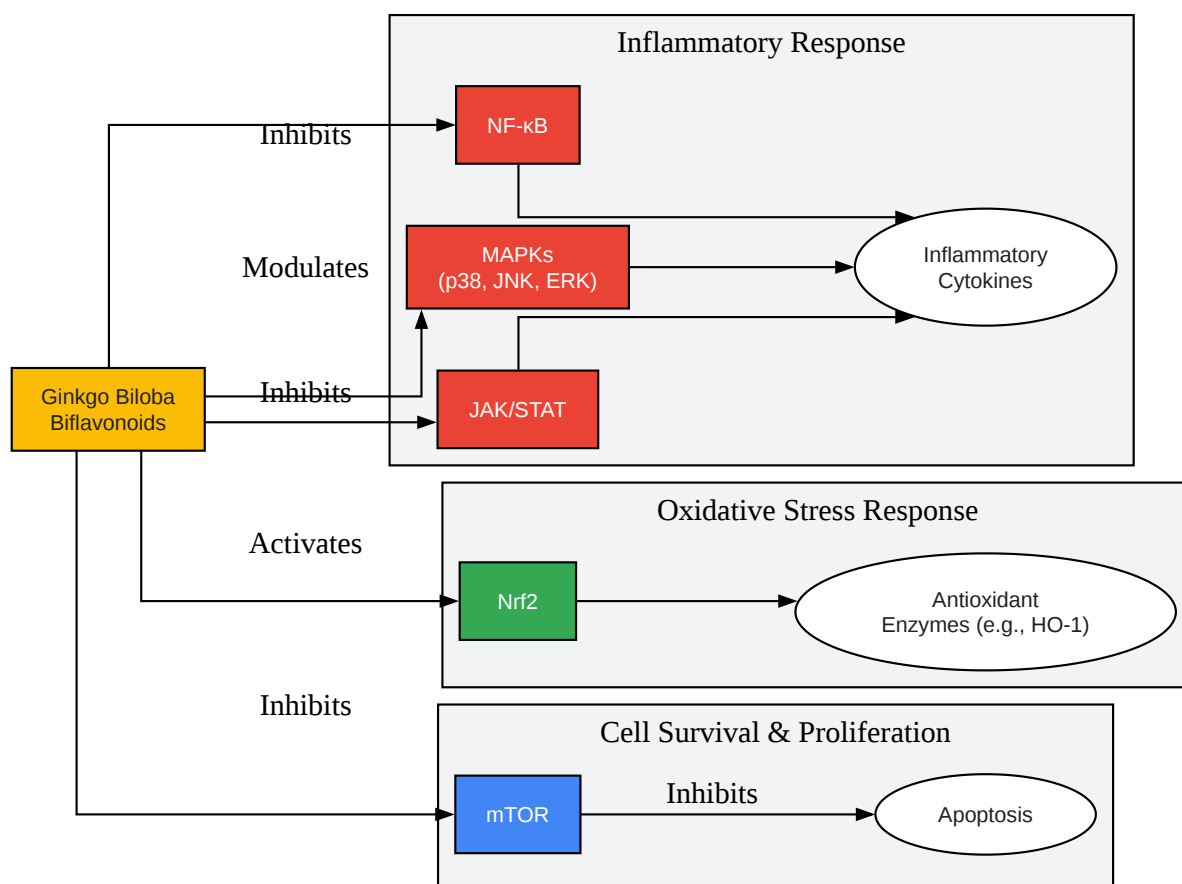 Inflammatory Response
NF-κB
Inhibits
Modulates
MAPKs
(p38, JNK, ERK)
Inflammatory
Cytokines
Ginkgo Biloba
Biflavonoids
Inhibits
JAK/STAT
Oxidative Stress Response
Activates
Nrf2
Antioxidant
Enzymes (e.g., HO-1)
Inhibits
Cell Survival & Proliferation
mTOR
Inhibits
Apoptosis